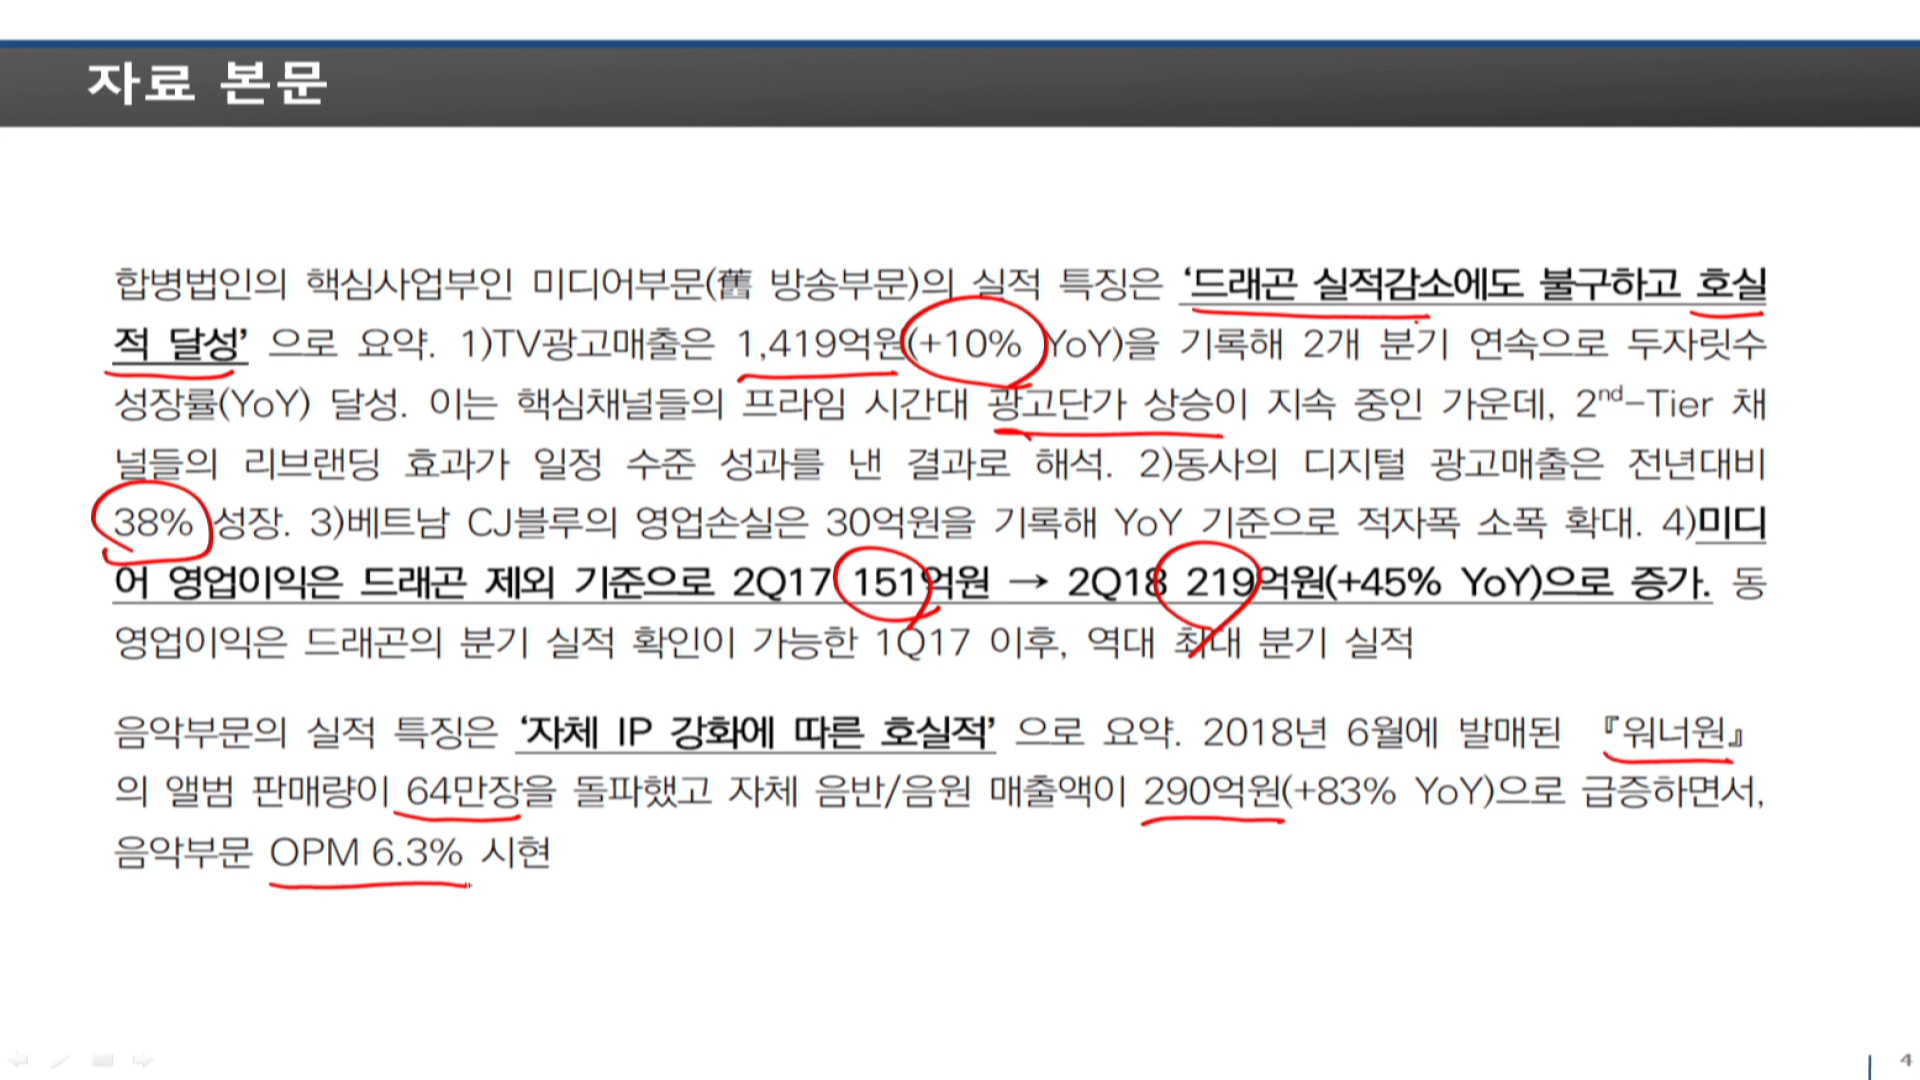 자료 본문
합병법인의 핵심사업부인 미디어부문(舊 방송부문)의 실적 특징은 ‘드래곤 실적감소에도 불구하고 호실
적 달성’ 으로 요약. 1)TV광고매출은 1,419억원(+10% YoY)을 기록해 2개 분기 연속으로 두자릿수
성장률(YoY) 달성. 이는 핵심채널들의 프라임 시간대 광고단가 상승이 지속 중인 가운데, 2nd-Tier 채
널들의 리브랜딩 효과가 일정 수준 성과를 낸 결과로 해석. 2)동사의 디지털 광고매출은 전년대비
38% 성장. 3)베트남 CJ블루의 영업손실은 30억원을 기록해 YoY 기준으로 적자폭 소폭 확대. 4)미디
어 영업이익은 드래곤 제외 기준으로 2Q17 151억원 → 2Q18 219억원(+45% YoY)으로 증가. 동
영업이익은 드래곤의 분기 실적 확인이 가능한 1Q17 이후, 역대 최대 분기 실적
음악부문의 실적 특징은 ‘자체 IP 강화에 따른 호실적’ 으로 요약. 2018년 6월에 발매된 『워너원』
의 앨범 판매량이 64만장을 돌파했고 자체 음반/음원 매출액이 290억원(+83% YoY)으로 급증하면서,
음악부문 OPM 6.3% 시현
4